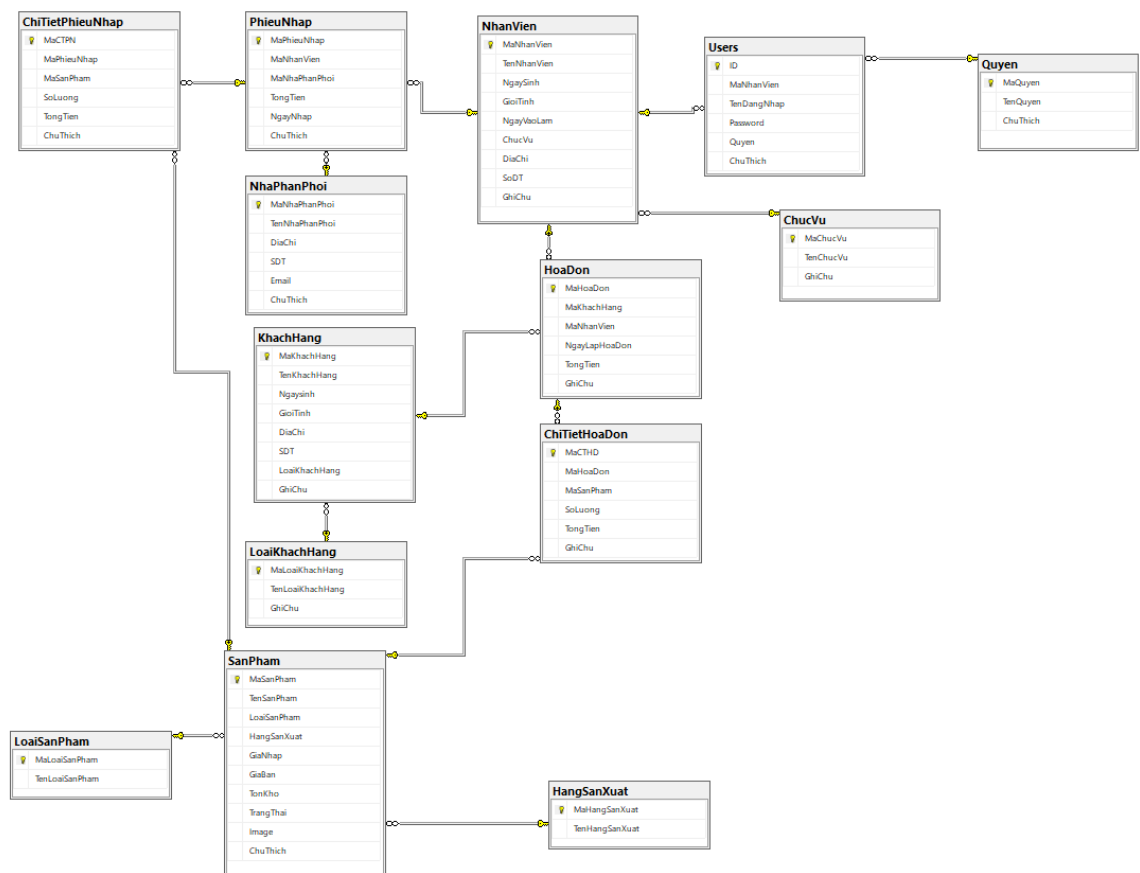 ChiTietPhieuNhap
MaCTPN
MaPhieuNhap
MaSanPham
SoLuong
TongTien
ChuThich
PhieuNhap
MaPhieuNhap
MaNhanVien
MaNhaPhanPhoi
TongTien
NgayNhap
ChuThich
NhanVien
MaNhanVien
TenNhanVien
NgaySinh
GioiTinh
NgayVaoLam
ChucVu
DiaChi
SoDT
GhiChu
Users
ID
MaNhanVien
TenDangNhap
Password
Quyen
ChuThich
Quyen
MaQuyen
TenQuyen
ChuThich
NhaPhanPhoi
MaNhaPhanPhoi
TenNhaPhanPhoi
DiaChi
SDT
Email
ChuThich
ChucVu
MaChucVu
TenChucVu
GhiChu
HoaDon
MaHoaDon
MaKhachHang
MaNhanVien
NgayLapHoaDon
TongTien
GhiChu
KhachHang
MaKhachHang
TenKhachHang
Ngaysinh
GioiTinh
DiaChi
SDT
LoaiKhachHang
GhiChu
ChiTietHoaDon
MaCTHD
MaHoaDon
MaSanPham
SoLuong
TongTien
GhiChu
LoaiKhachHang
MaLoaiKhachHang
TenLoaiKhachHang
GhiChu
SanPham
MaSanPham
TenSanPham
LoaiSanPham
HangSanXuat
GiaNhap
GiaBan
TonKho
TrangThai
Image
ChuThich
LoaiSanPham
MaLoaiSanPham
TenLoaiSanPham
HangSanXuat
MaHangSanXuat
TenHangSanXuat